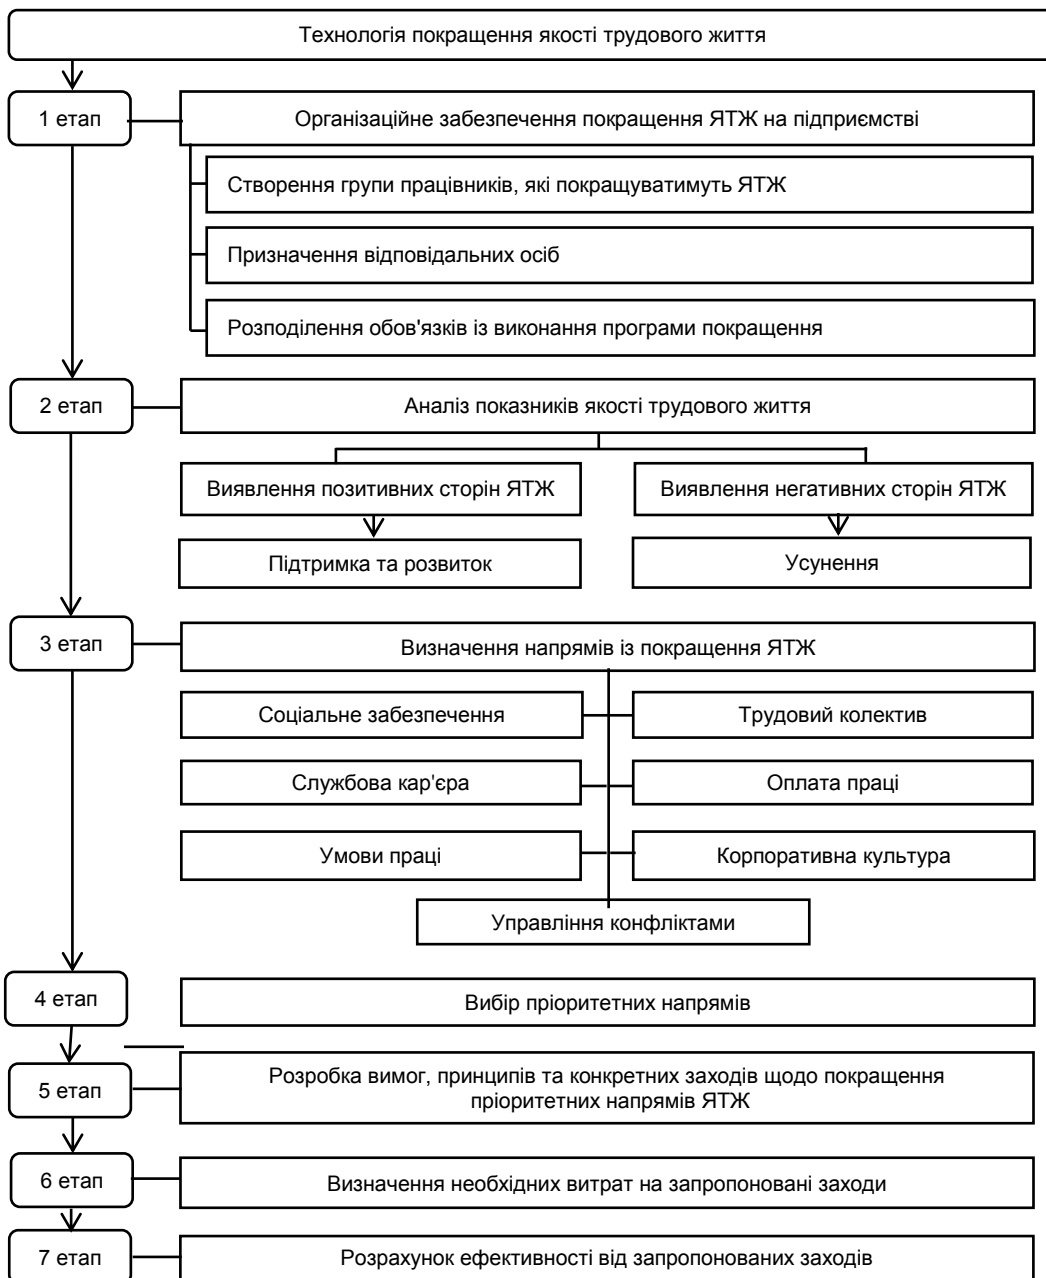 Технологія покращення якості трудового життя
1 етап
Організаційне забезпечення покращення ЯТЖ на підприємстві
Створення групи працівників, які покращуватимуть ЯТЖ
Призначення відповідальних осіб
Розподілення обов'язків із виконання програми покращення
2 етап
Аналіз показників якості трудового життя
Виявлення позитивних сторін ЯТЖ
Виявлення негативних сторін ЯТЖ
Підтримка та розвиток
Усунення
3 етап
Визначення напрямів із покращення ЯТЖ
Соціальне забезпечення
Трудовий колектив
Службова кар'єра
Оплата праці
Умови праці
Корпоративна культура
Управління конфліктами
4 етап
Вибір пріоритетних напрямів
5 етап
Розробка вимог, принципів та конкретних заходів щодо покращення
пріоритетних напрямів ЯТЖ
6 етап
Визначення необхідних витрат на запропоновані заходи
7 етап
Розрахунок ефективності від запропонованих заходів